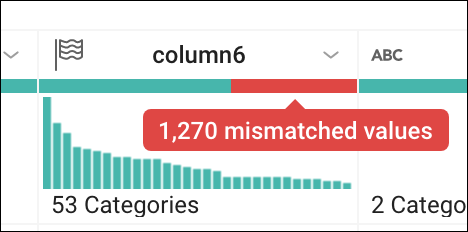 column6
ABC
1,270 mismatched values
53 Categories
2 Catego